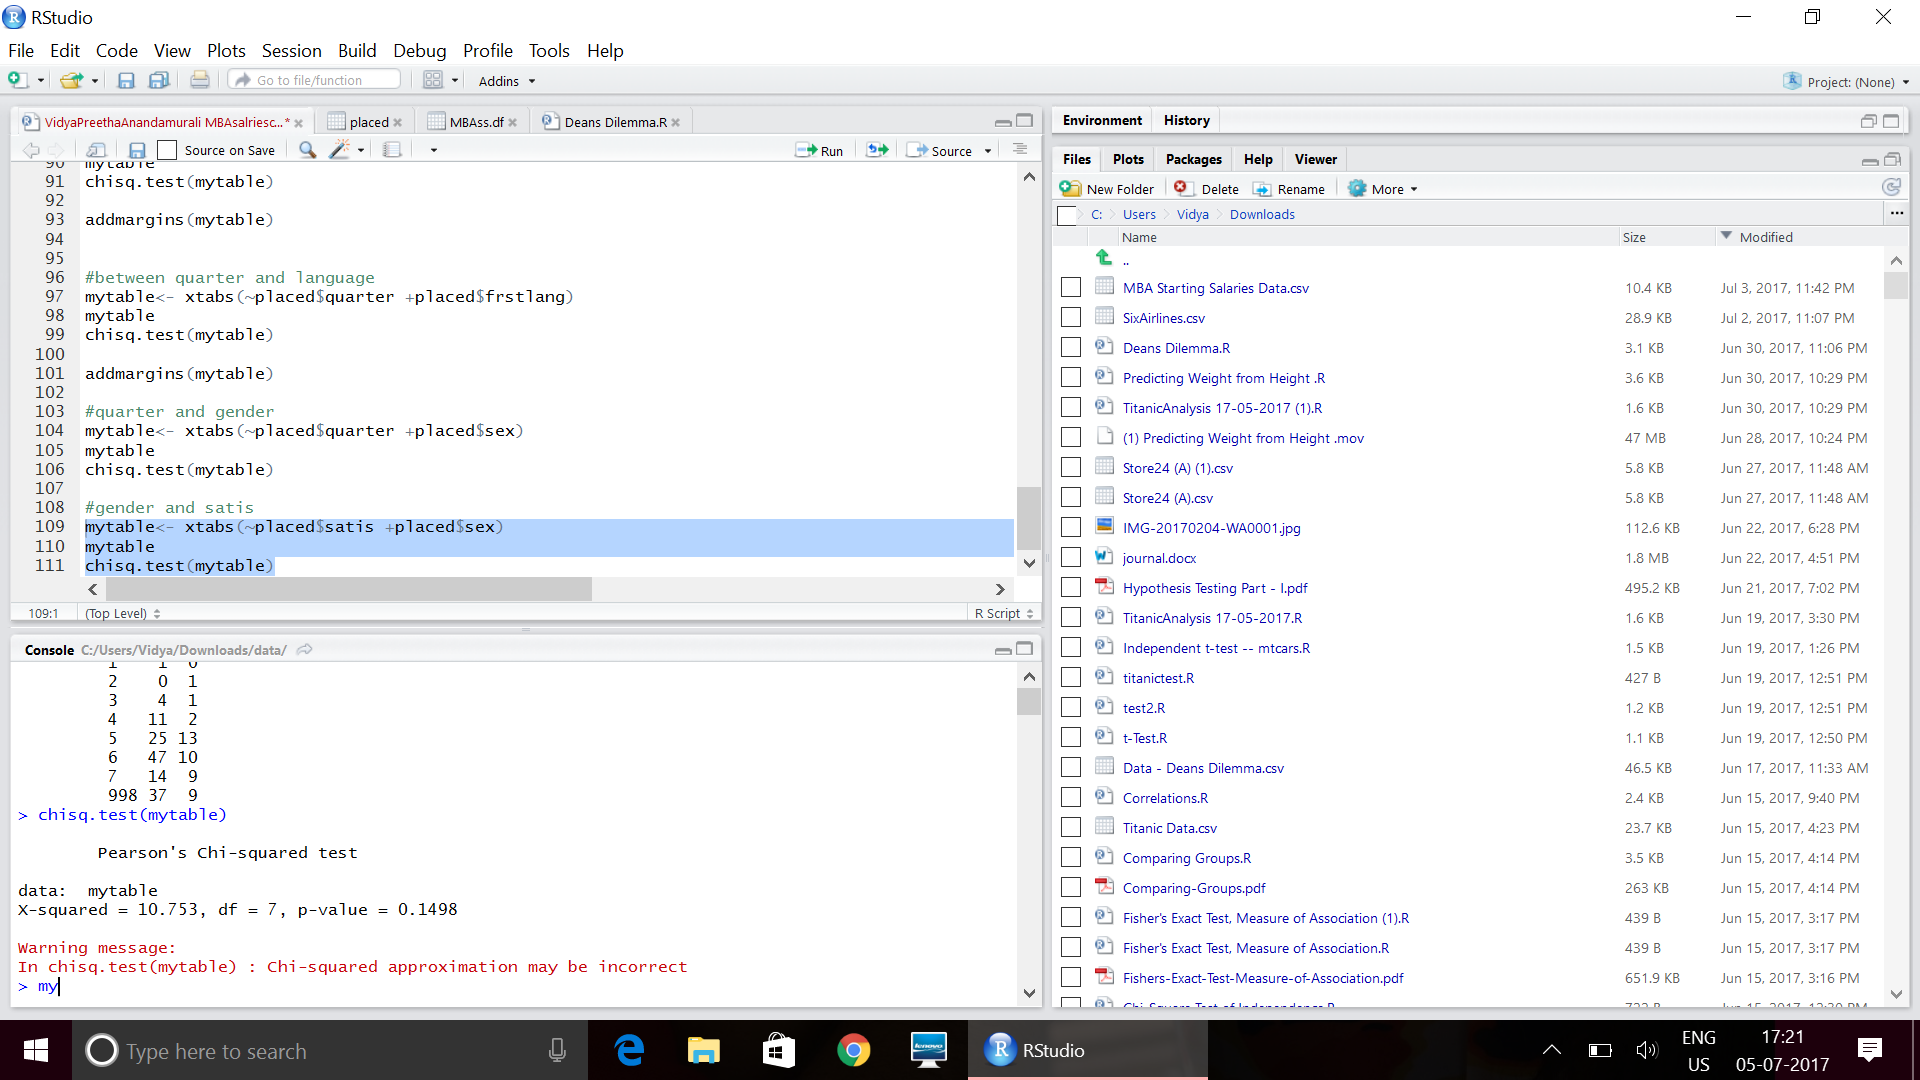 RStudio
File Edit Code View Plots Session Build Debug Profile Tools Help
Go to file/function Addins Project: (None)
VidyaPreethaAnandamurali MBAsalriesc...* placed MBAss.df Deans Dilemma.R
Source on Save Run Source
90 mytable
91 chisq.test(mytable)
92
93 addmargins(mytable)
94
95
96 #between quarter and language
97 mytable<- xtabs(~placed$quarter +placed$frstlang)
98 mytable
99 chisq.test(mytable)
100
101 addmargins(mytable)
102
103 #quarter and gender
104 mytable<- xtabs(~placed$quarter +placed$sex)
105 mytable
106 chisq.test(mytable)
107
108 #gender and satis
109 mytable<- xtabs(~placed$satis +placed$sex)
110 mytable
111 chisq.test(mytable)
109:1 (Top Level) R Script
Console C:/Users/Vidya/Downloads/data/
1 1 0
2 0 1
3 4 1
4 11 2
5 25 13
6 47 10
7 14 9
998 37 9
> chisq.test(mytable)
Pearson's Chi-squared test
data: mytable
X-squared = 10.753, df = 7, p-value = 0.1498
Warning message:
In chisq.test(mytable) : Chi-squared approximation may be incorrect
> my
Environment History
Files Plots Packages Help Viewer
New Folder Delete Rename More
C: Users Vidya Downloads ...
Name Size Modified
..
MBA Starting Salaries Data.csv 10.4 KB Jul 3, 2017, 11:42 PM
SixAirlines.csv 28.9 KB Jul 2, 2017, 11:07 PM
Deans Dilemma.R 3.1 KB Jun 30, 2017, 11:06 PM
Predicting Weight from Height .R 3.6 KB Jun 30, 2017, 10:29 PM
TitanicAnalysis 17-05-2017 (1).R 1.6 KB Jun 30, 2017, 10:29 PM
(1) Predicting Weight from Height .mov 47 MB Jun 28, 2017, 10:24 PM
Store24 (A) (1).csv 5.8 KB Jun 27, 2017, 11:48 AM
Store24 (A).csv 5.8 KB Jun 27, 2017, 11:48 AM
IMG-20170204-WA0001.jpg 112.6 KB Jun 22, 2017, 6:28 PM
journal.docx 1.8 MB Jun 22, 2017, 4:51 PM
Hypothesis Testing Part - I.pdf 495.2 KB Jun 21, 2017, 7:02 PM
TitanicAnalysis 17-05-2017.R 1.6 KB Jun 19, 2017, 3:30 PM
Independent t-test -- mtcars.R 1.5 KB Jun 19, 2017, 1:26 PM
titanictest.R 427 B Jun 19, 2017, 12:51 PM
test2.R 1.2 KB Jun 19, 2017, 12:51 PM
t-Test.R 1.1 KB Jun 19, 2017, 12:50 PM
Data - Deans Dilemma.csv 46.5 KB Jun 17, 2017, 11:33 AM
Correlations.R 2.4 KB Jun 15, 2017, 9:40 PM
Titanic Data.csv 23.7 KB Jun 15, 2017, 4:23 PM
Comparing Groups.R 3.5 KB Jun 15, 2017, 4:14 PM
Comparing-Groups.pdf 263 KB Jun 15, 2017, 4:14 PM
Fisher's Exact Test, Measure of Association (1).R 439 B Jun 15, 2017, 3:17 PM
Fisher's Exact Test, Measure of Association.R 439 B Jun 15, 2017, 3:17 PM
Fishers-Exact-Test-Measure-of-Association.pdf 651.9 KB Jun 15, 2017, 3:16 PM
Chi-Square Test of Independence.R
Type here to search lenovo RStudio ENG US 17:21 05-07-2017